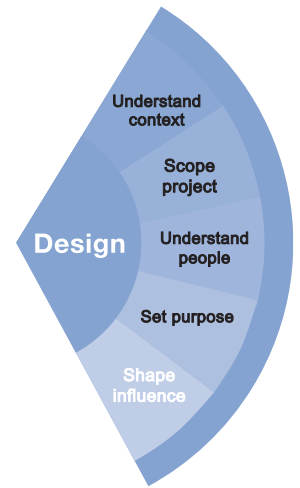 Understand
context
Scope
project
Understand
people
Design
Set purpose
Shape
influence